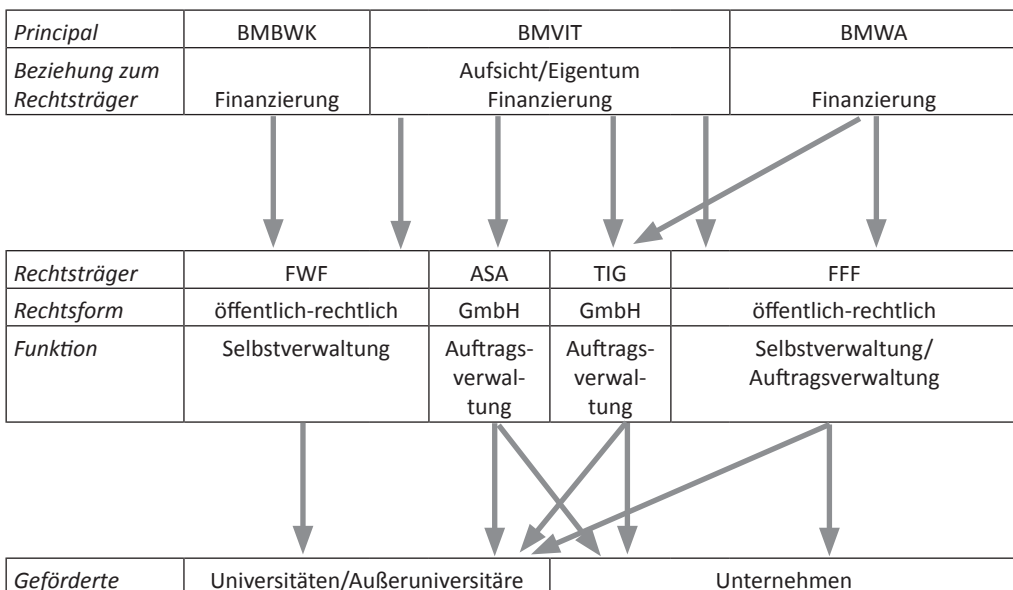 Principal BMBWK BMVIT BMWA
Beziehung zum Aufsicht/Eigentum
Rechtsträger Finanzierung Finanzierung Finanzierung
Rechtsträger FWF ASA TIG FFF
Rechtsform öffentlich-rechtlich GmbH GmbH öffentlich-rechtlich
Funktion Selbstverwaltung Auftrags- Auftrags- Selbstverwaltung/
verwal- verwal- Auftragsverwaltung
tung tung
Geförderte Universitäten/Außeruniversitäre Unternehmen